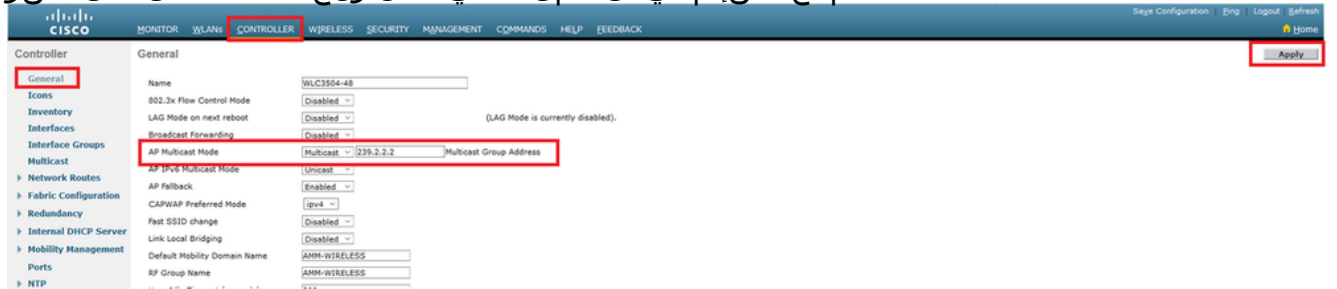 Save Configuration | Ping | Logout | Refresh
CISCO MONITOR WLANs CONTROLLER WIRELESS SECURITY MANAGEMENT COMMANDS HELP FEEDBACK Home
Controller
General
Icons
Inventory
Interfaces
Interface Groups
Multicast
Network Routes
Fabric Configuration
Redundancy
Internal DHCP Server
Mobility Management
Ports
NTP
General Apply
Name WLC3504-48
802.3x Flow Control Mode Disabled
LAG Mode on next reboot Disabled (LAG Mode is currently disabled).
Broadcast Forwarding Disabled
AP Multicast Mode Multicast 239.2.2.2 Multicast Group Address
AP IPv6 Multicast Mode Unicast
AP Fallback Enabled
CAPWAP Preferred Mode ipv4
Fast SSID change Disabled
Link Local Bridging Disabled
Default Mobility Domain Name AMM-WIRELESS
RF Group Name AMM-WIRELESS